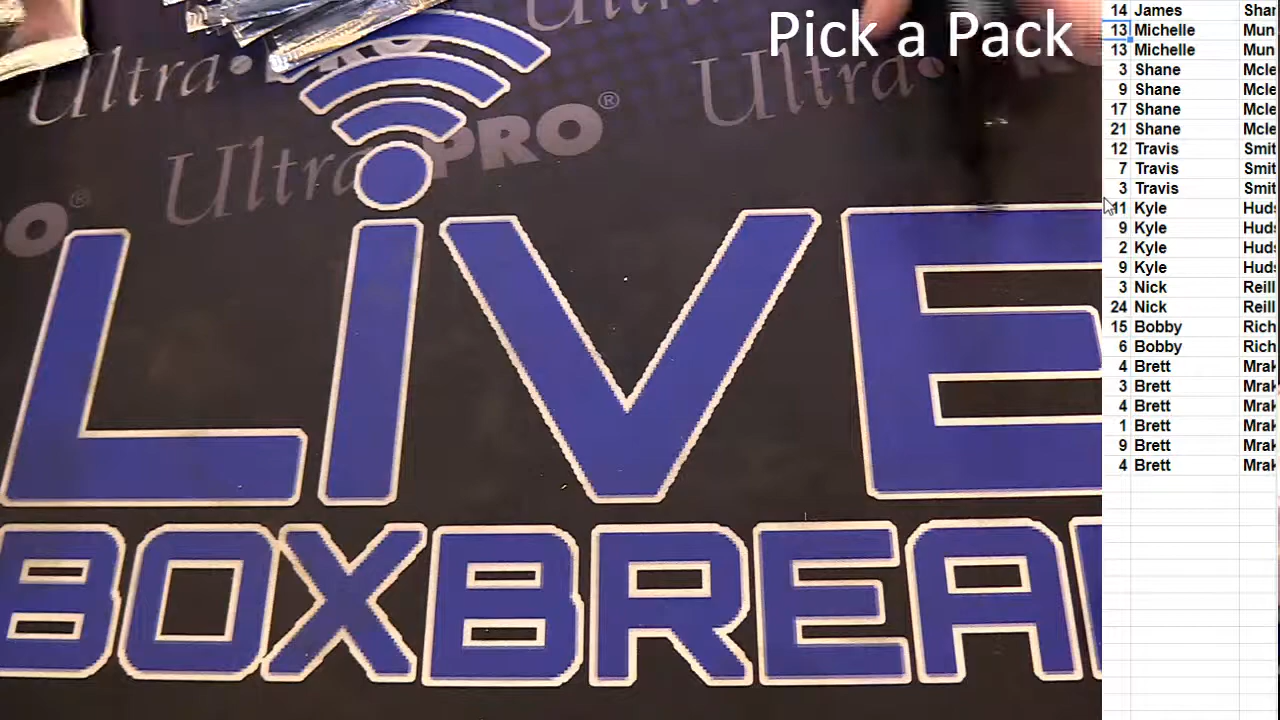 Pick a Pack
Ultra PRO
Ultra PRO®
Ultra PRO
PRO®
LiVE
BOXBREA
14 James Shar
13 Michelle Mun
13 Michelle Mun
3 Shane Mcle
9 Shane Mcle
17 Shane Mcle
21 Shane Mcle
12 Travis Smit
7 Travis Smit
3 Travis Smit
11 Kyle Huds
9 Kyle Huds
2 Kyle Huds
9 Kyle Huds
3 Nick Reill
24 Nick Reill
15 Bobby Rich
6 Bobby Rich
4 Brett Mrak
3 Brett Mrak
4 Brett Mrak
1 Brett Mrak
9 Brett Mrak
4 Brett Mrak